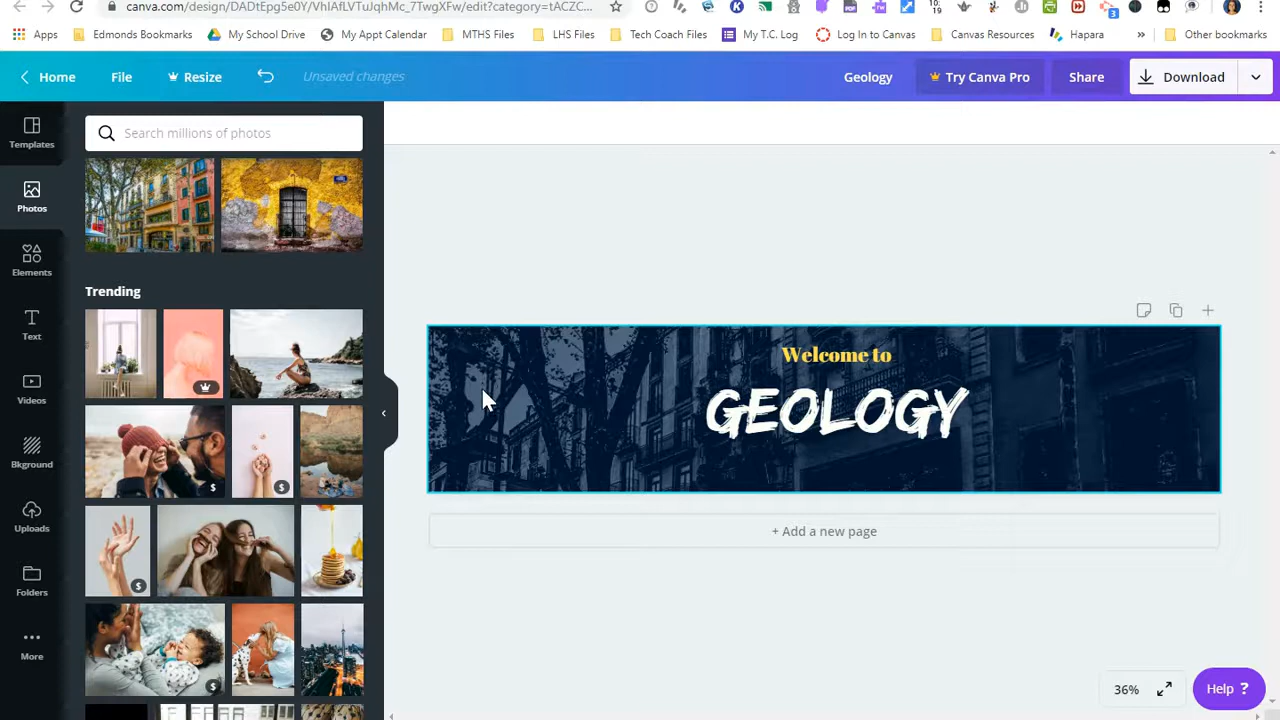 canva.com/design/DADtEpg5e0Y/VhlAfLVTuJqhMc_7TwgXFw/edit?category=tACZC...
Apps
Edmonds Bookmarks
My School Drive
My Appt Calendar
MTHS Files
LHS Files
Tech Coach Files
My T.C. Log
Log In to Canvas
Canvas Resources
Hapara
»
Other bookmarks
Home
File
Resize
Unsaved changes
Geology
Try Canva Pro
Share
Download
Templates
Photos
Elements
Text
Videos
Bkground
Uploads
Folders
More
Search millions of photos
Trending
Welcome to
GEOLOGY
+ Add a new page
36%
Help ?